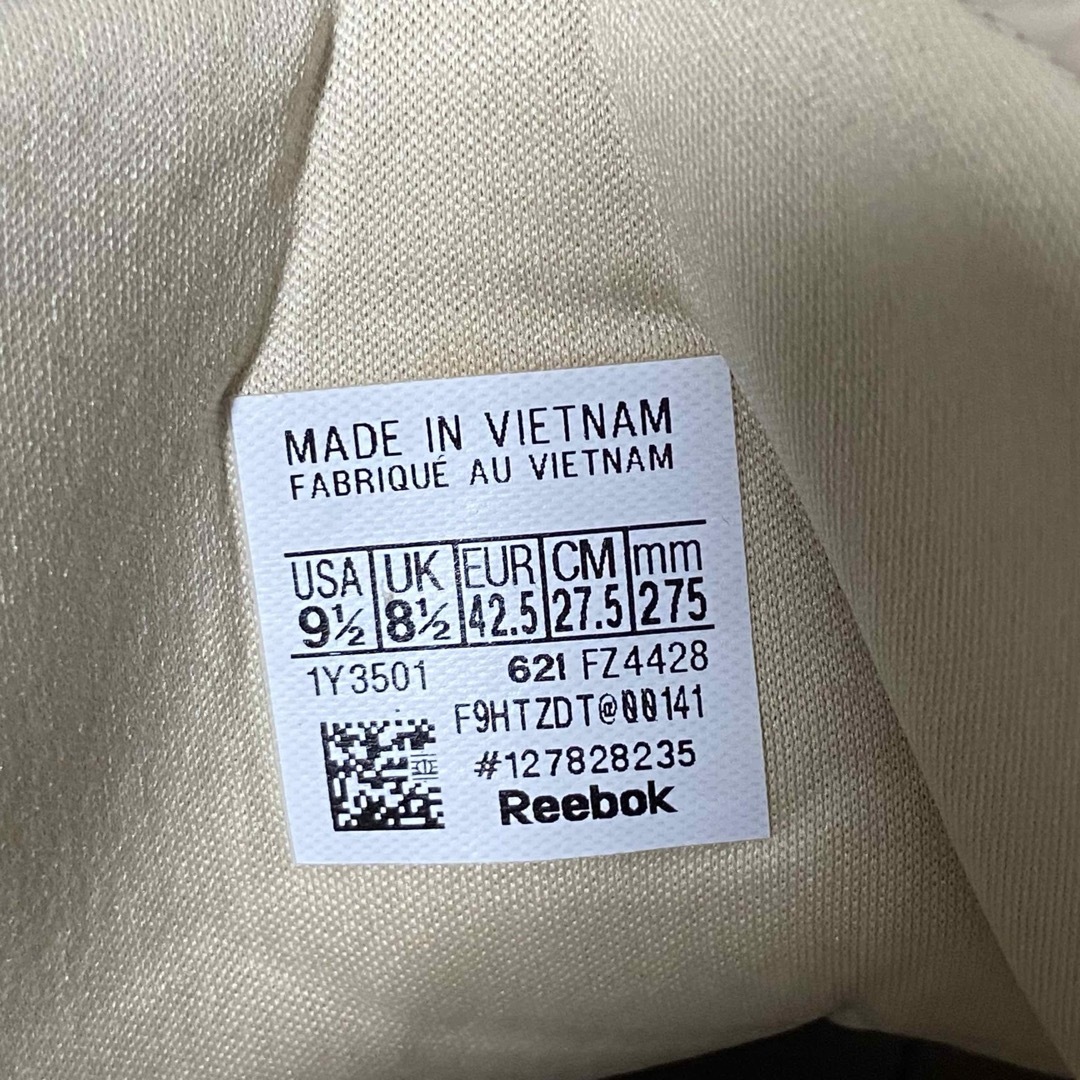 MADE IN VIETNAM
FABRIQUÉ AU VIETNAM
USA UK EUR CM mm
9½ 8½ 42.5 27.5 275
1Y3501 62I FZ4428
F9HTZDT@00141
#127828235
Reebok